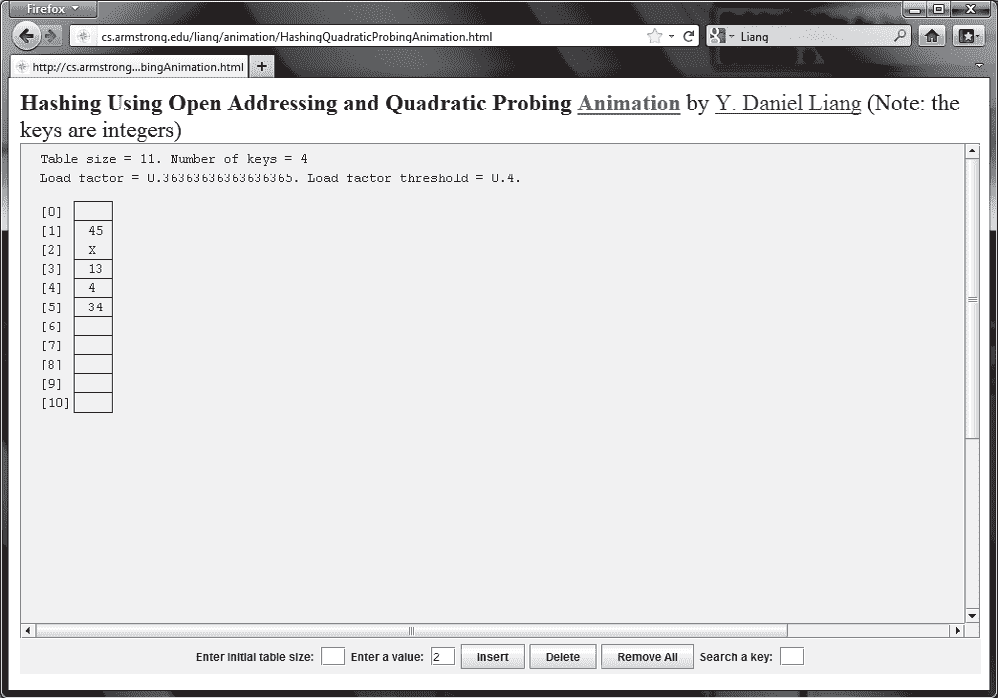 Firefox
cs.armstrong.edu/liang/animation/HashingQuadraticProbingAnimation.html
Liang
http://cs.armstrong...bingAnimation.html
+
Hashing Using Open Addressing and Quadratic Probing Animation by Y. Daniel Liang (Note: the
keys are integers)
Table size = 11. Number of keys = 4
Load factor = 0.36363636363636365. Load factor threshold = 0.4.
[0]
[1] 45
[2] X
[3] 13
[4] 4
[5] 34
[6]
[7]
[8]
[9]
[10]
Enter initial table size: Enter a value: 2 Insert Delete Remove All Search a key: